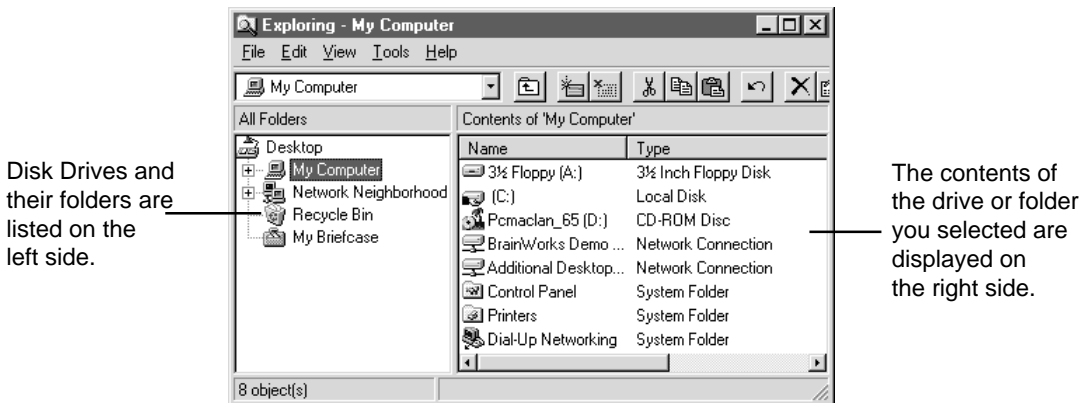 Exploring - My Computer
File Edit View Tools Help
My Computer
All Folders
Contents of 'My Computer'
Desktop
My Computer
Network Neighborhood
Recycle Bin
My Briefcase
Name Type
3½ Floppy (A:) 3½ Inch Floppy Disk
(C:) Local Disk
Pcmaclan_65 (D:) CD-ROM Disc
BrainWorks Demo ... Network Connection
Additional Desktop... Network Connection
Control Panel System Folder
Printers System Folder
Dial-Up Networking System Folder
8 object(s)
Disk Drives and
their folders are
listed on the
left side.
The contents of
the drive or folder
you selected are
displayed on
the right side.